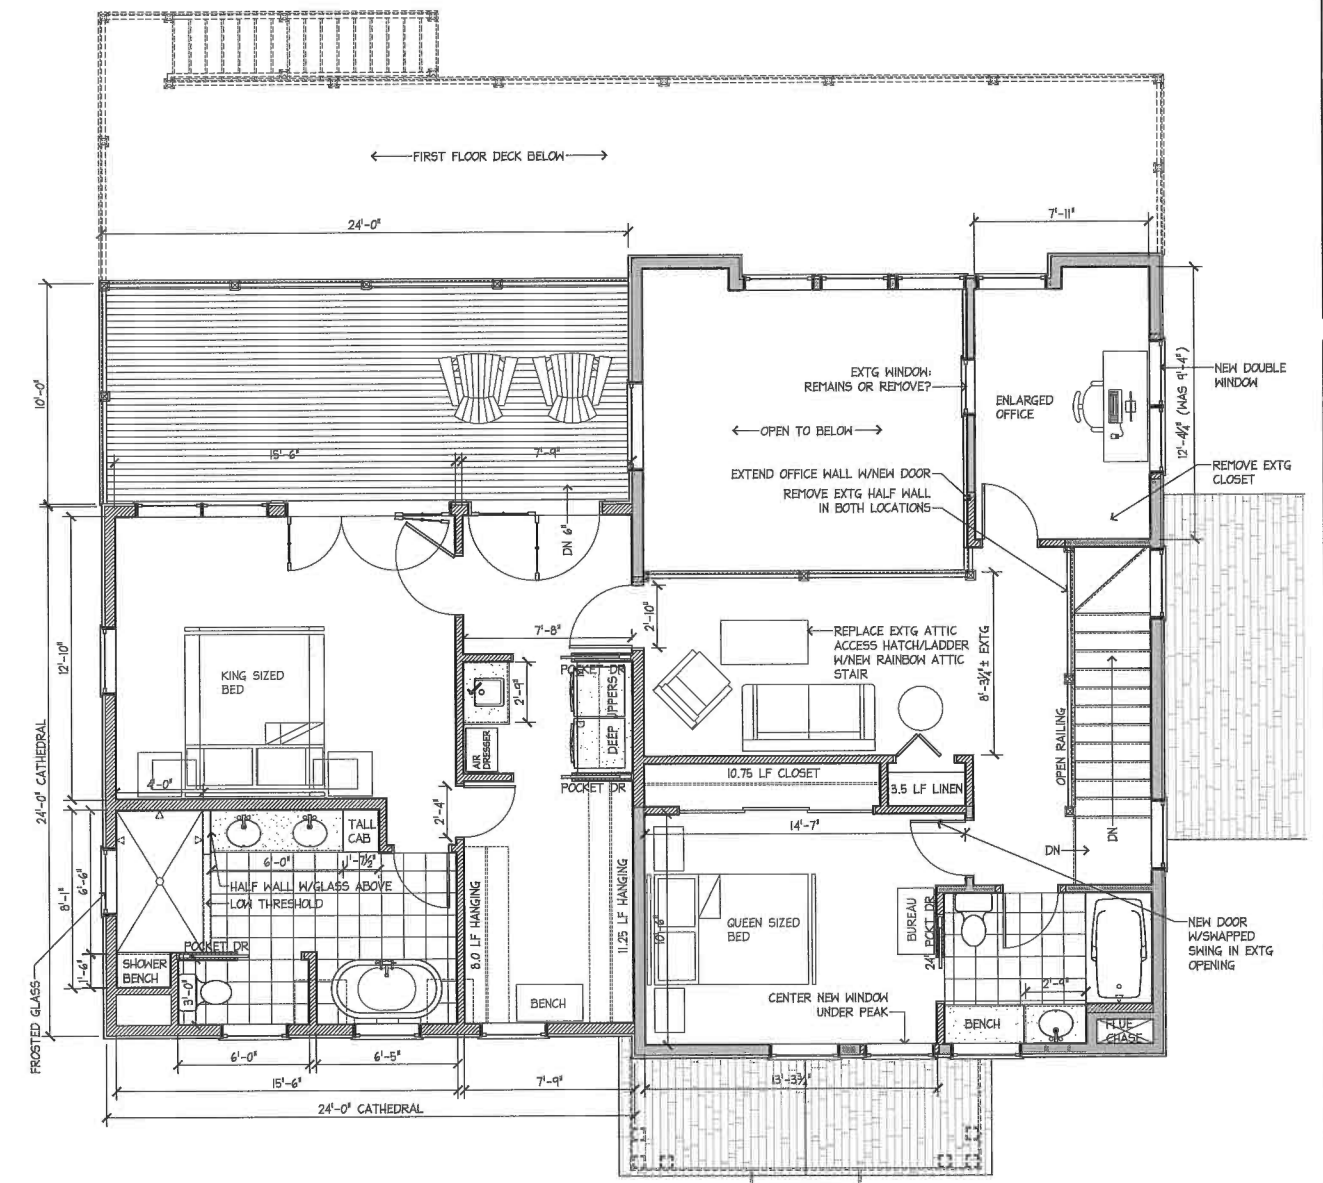 FIRST FLOOR DECK BELOW
24'-0"
7'-11"
10'-0"
EXTG WINDOW:
REMAINS OR REMOVE?
ENLARGED
OFFICE
12'-4¼" (WAS 9'-4")
NEW DOUBLE
WINDOW
OPEN TO BELOW
15'-6"
7'-9"
EXTEND OFFICE WALL W/NEW DOOR
REMOVE EXTG HALF WALL
IN BOTH LOCATIONS
REMOVE EXTG
CLOSET
DN 6"
12'-10"
24'-0" CATHEDRAL
7'-8"
2'-10"
KING SIZED
BED
POCKET DR
2'-9"
DEEP UPPERS
AIR
DRESSER
POCKET DR
REPLACE EXTG ATTIC
ACCESS HATCH/LADDER
W/NEW RAINBOW ATTIC
STAIR
8'-3¼"± EXTG
OPEN RAILING
4'-0"
2'-4"
10.75 LF CLOSET
3.5 LF LINEN
14'-7"
DN
DN
TALL
CAB
6'-0"
1'-7½"
HALF WALL W/GLASS ABOVE
LOW THRESHOLD
8'-1"
6'-6"
1'-6"
POCKET DR
SHOWER
BENCH
3'-0"
FROSTED GLASS
8.0 LF HANGING
11.25 LF HANGING
BENCH
10'-6"
QUEEN SIZED
BED
BUREAU
24" PCKT DR
CENTER NEW WINDOW
UNDER PEAK
2'-9"
BENCH
FLUE
CHASE
NEW DOOR
W/SWAPPED
SWING IN EXTG
OPENING
6'-0"
6'-5"
15'-6"
7'-9"
13'-3¾"
24'-0" CATHEDRAL